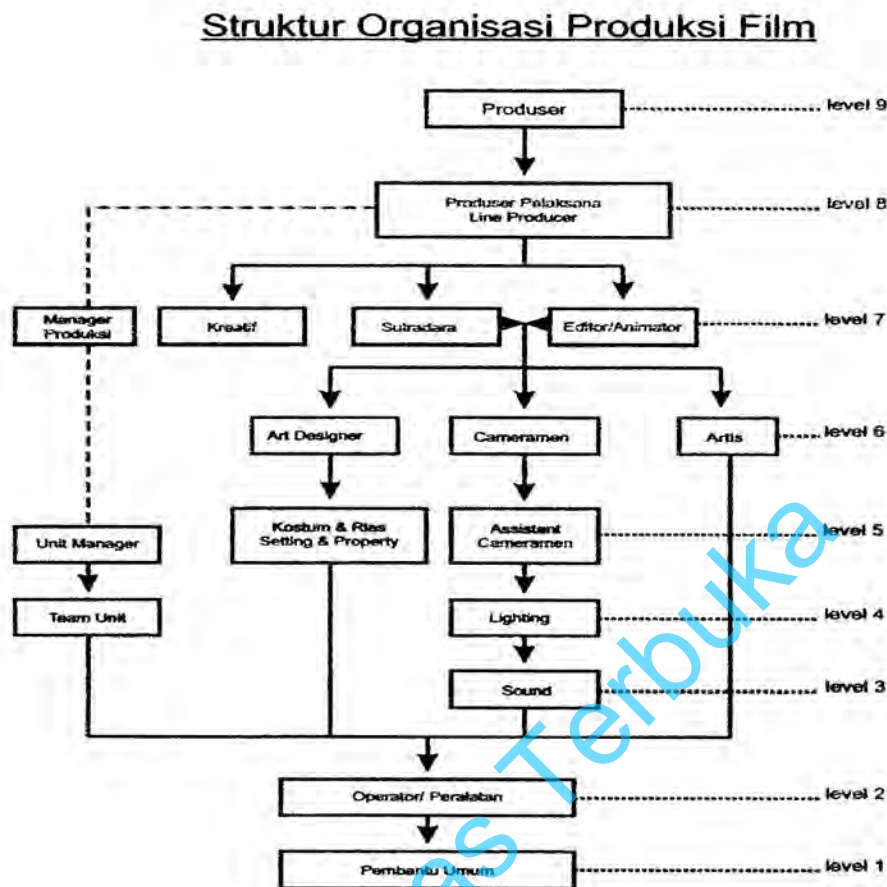 Struktur Organisasi Produksi Film
Produser
level 9
Produser Pelaksana
Line Producer
level 8
Manager
Produksi
Kreatif
Sutradara
Editor/Animator
level 7
Art Designer
Cameramen
Artis
level 6
Unit Manager
Kostum & Rias
Setting & Property
Assistant
Cameramen
level 5
Team Unit
Lighting
level 4
Sound
level 3
Operator/ Peralatan
level 2
Pembantu Umum
level 1
as Terbuka